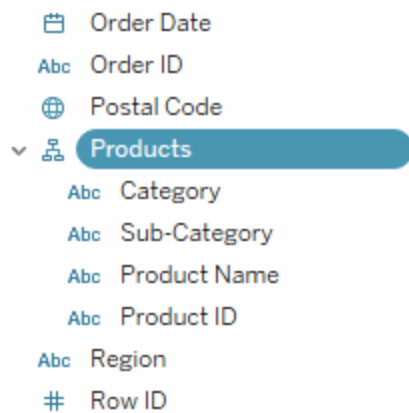 Order Date
Abc Order ID
Postal Code
Products
Abc Category
Abc Sub-Category
Abc Product Name
Abc Product ID
Abc Region
# Row ID